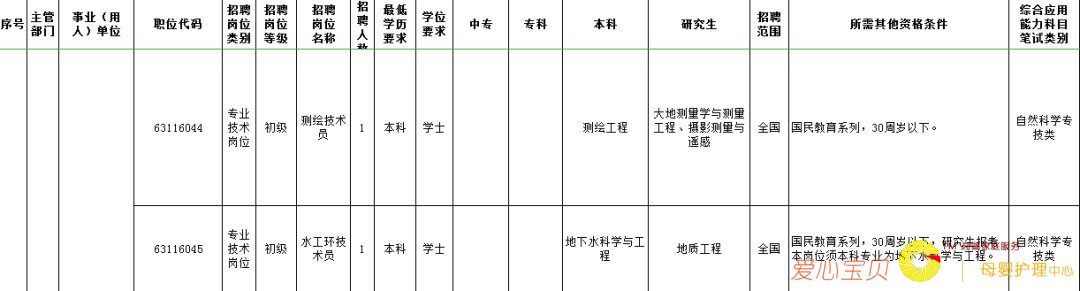 序号 主管部门 事业（用人）单位 职位代码 招聘岗位类别 招聘岗位等级 招聘岗位名称 招聘人数 最低学历要求 学位要求 中专 专科 本科 研究生 招聘范围 所需其他资格条件 综合应用能力科目笔试类别
63116044 专业技术岗位 初级 测绘技术员 1 本科 学士 测绘工程 大地测量学与测量工程、摄影测量与遥感 全国 国民教育系列，30周岁以下。 自然科学专技类
63116045 专业技术岗位 初级 水工环技术员 1 本科 学士 地下水科学与工程 地质工程 全国 国民教育系列，30周岁以下；研究生报考本岗位须本科专业为地下水科学与工程。 自然科学专技类
爱心宝贝
TM
家庭服务
母婴护理中心